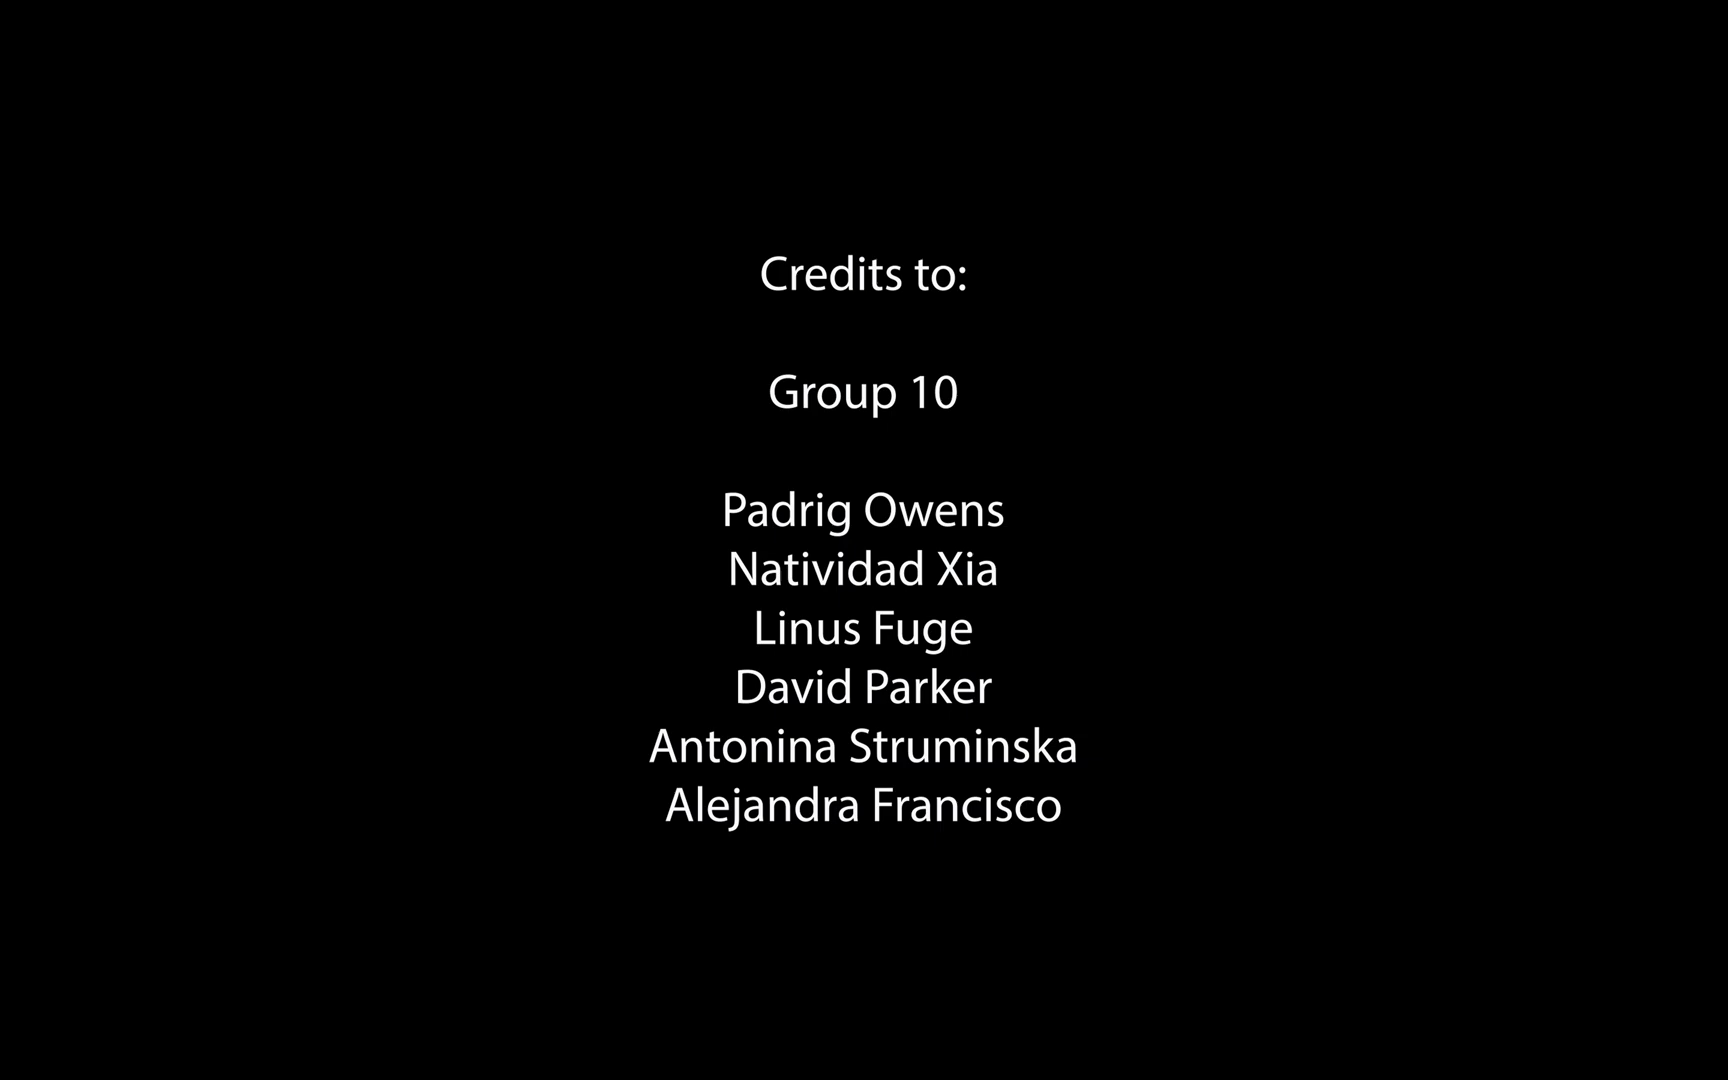 Credits to:
Group 10
Padrig Owens
Natividad Xia
Linus Fuge
David Parker
Antonina Struminska
Alejandra Francisco